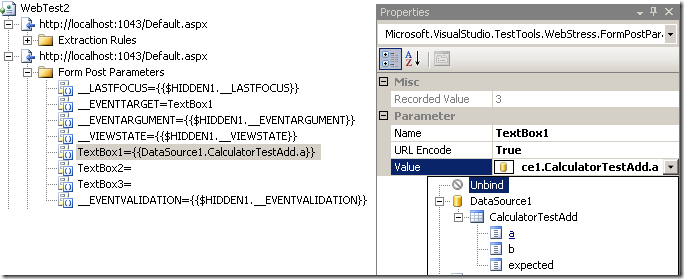 WebTest2
http://localhost:1043/Default.aspx
Extraction Rules
http://localhost:1043/Default.aspx
Form Post Parameters
__LASTFOCUS={{$HIDDEN1.__LASTFOCUS}}
__EVENTTARGET=TextBox1
__EVENTARGUMENT={{$HIDDEN1.__EVENTARGUMENT}}
__VIEWSTATE={{$HIDDEN1.__VIEWSTATE}}
TextBox1={{DataSource1.CalculatorTestAdd.a}}
TextBox2=
TextBox3=
__EVENTVALIDATION={{$HIDDEN1.__EVENTVALIDATION}}
Properties
Microsoft.VisualStudio.TestTools.WebStress.FormPostPar
Misc
Recorded Value 3
Parameter
Name TextBox1
URL Encode True
Value ce1.CalculatorTestAdd.a
Unbind
DataSource1
CalculatorTestAdd
a
b
expected